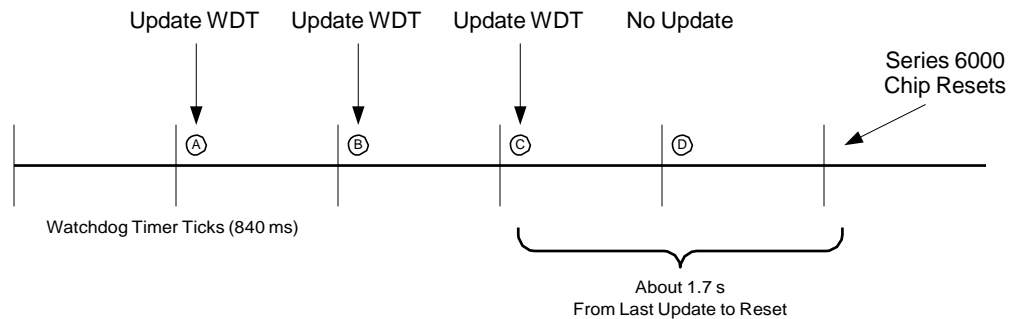 Update WDT
Update WDT
Update WDT
No Update
Series 6000
Chip Resets
A
B
C
D
Watchdog Timer Ticks (840 ms)
About 1.7 s
From Last Update to Reset